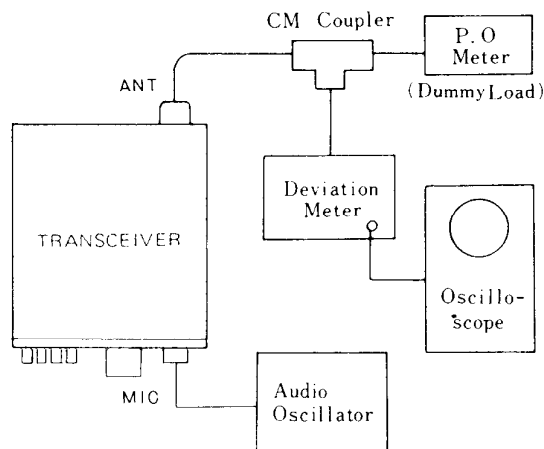 CM Coupler
P.O
Meter
(Dummy Load)
ANT
Deviation
Meter
TRANSCEIVER
Oscillo-
scope
MIC
Audio
Oscillator